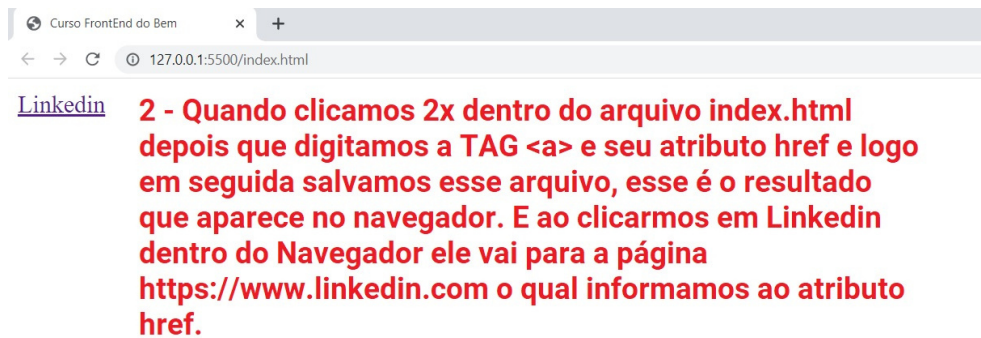 Curso FrontEnd do Bem
127.0.0.1:5500/index.html
Linkedin
2 - Quando clicamos 2x dentro do arquivo index.html
depois que digitamos a TAG <a> e seu atributo href e logo
em seguida salvamos esse arquivo, esse é o resultado
que aparece no navegador. E ao clicarmos em Linkedin
dentro do Navegador ele vai para a página
https://www.linkedin.com o qual informamos ao atributo
href.